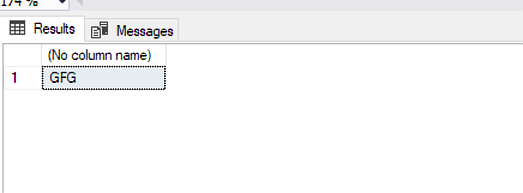 174 %
Results Messages
(No column name)
1 GFG